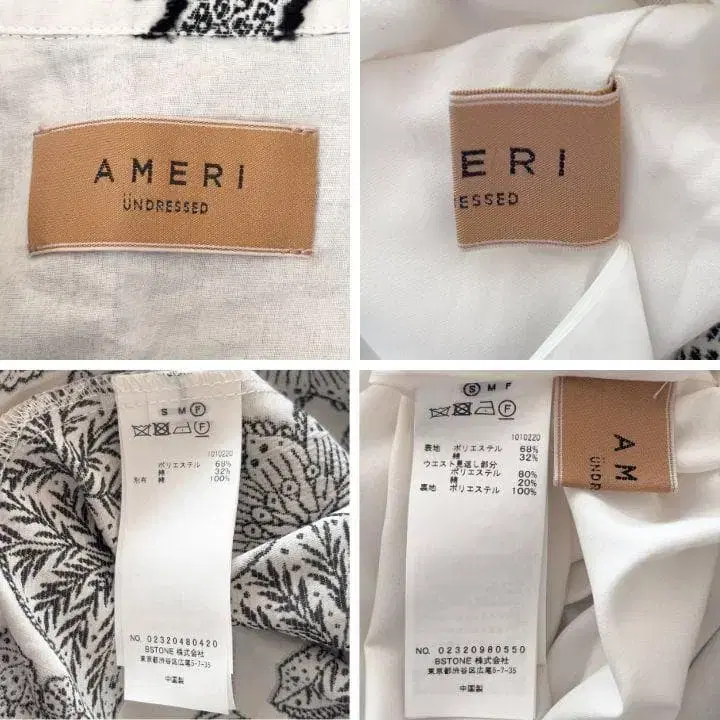 AMERI
ÜNDRESSED
ERI
ESSED
S M F
1010220
ポリエステル 68%
綿 32%
別布 綿 100%
NO. 02320480420
BSTONE 株式会社
東京都渋谷区広尾5-7-35
中国製
S M F
1010220
表地 ポリエステル 68%
綿 32%
ウエスト見返し部分
ポリエステル 80%
綿 20%
裏地 ポリエステル 100%
NO. 02320980550
BSTONE 株式会社
東京都渋谷区広尾5-7-35
中国製
AM
ÜNDR